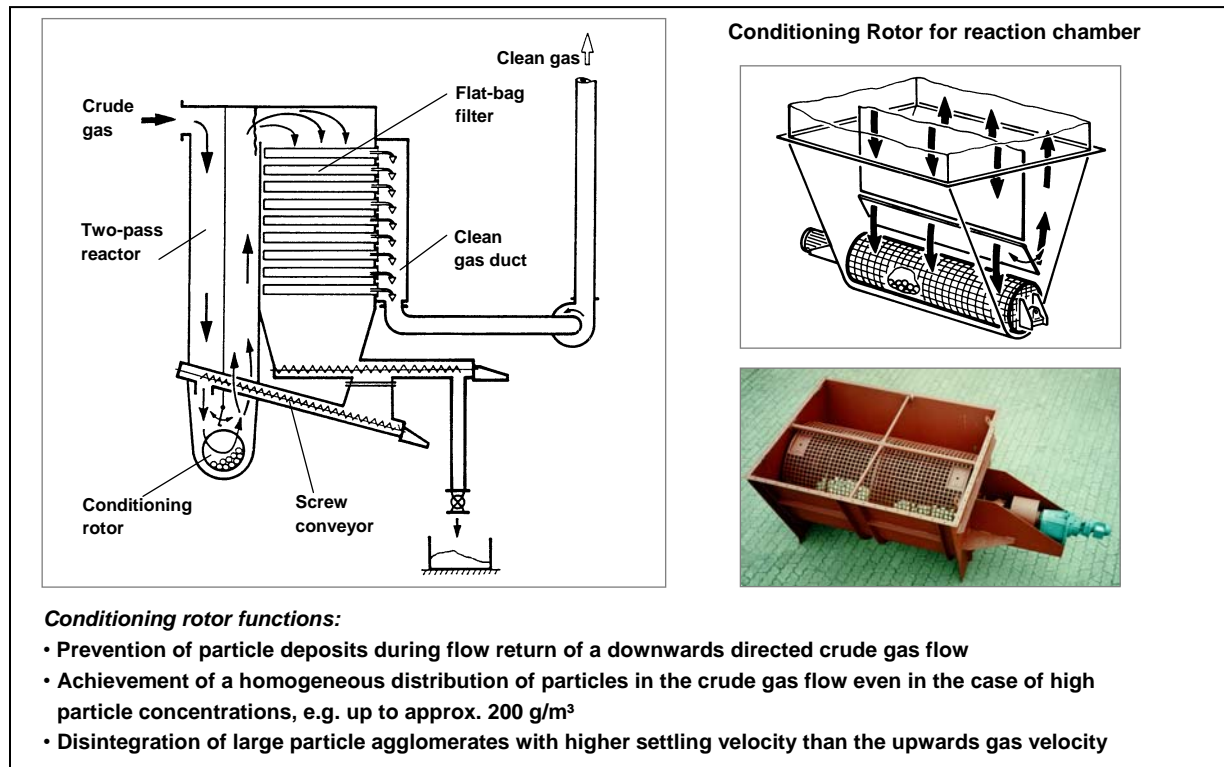 Clean gas
Crude
gas
Flat-bag
filter
Two-pass
reactor
Clean
gas duct
Conditioning
rotor
Screw
conveyor
Conditioning Rotor for reaction chamber
Conditioning rotor functions:
• Prevention of particle deposits during flow return of a downwards directed crude gas flow
• Achievement of a homogeneous distribution of particles in the crude gas flow even in the case of high
particle concentrations, e.g. up to approx. 200 g/m³
• Disintegration of large particle agglomerates with higher settling velocity than the upwards gas velocity